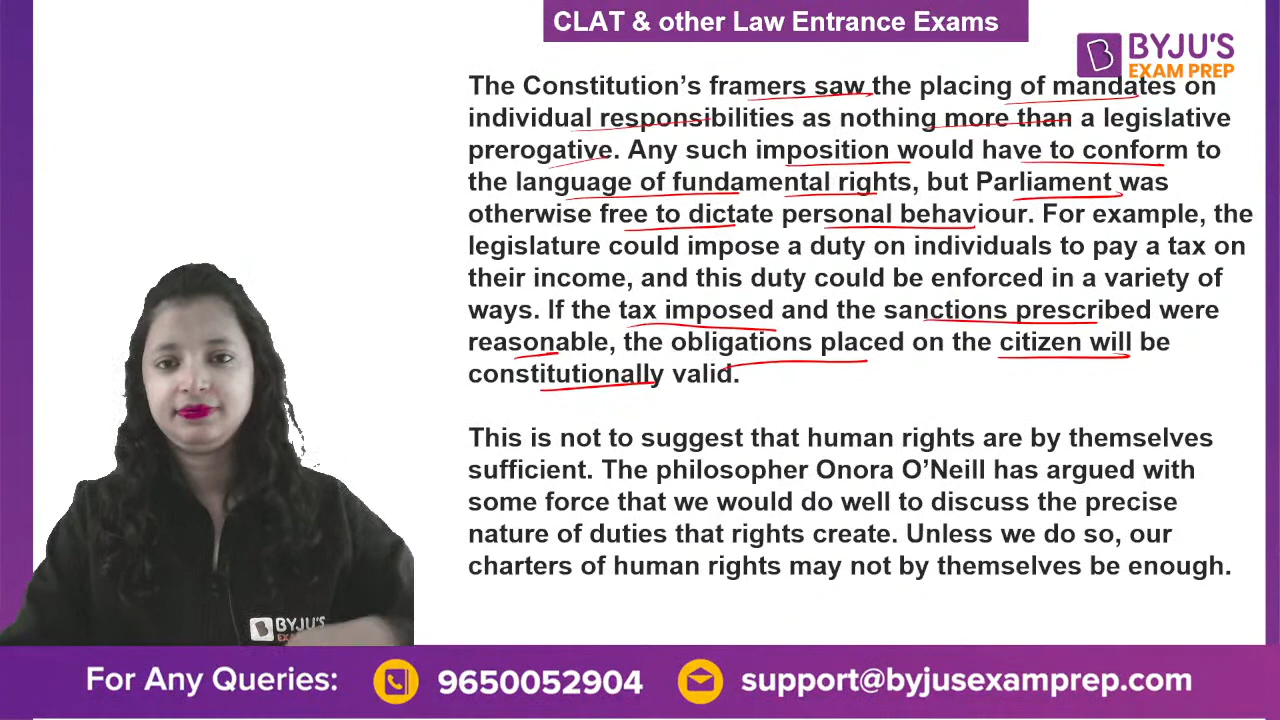 CLAT & other Law Entrance Exams
BYJU'S
EXAM PREP
The Constitution’s framers saw the placing of mandates on
individual responsibilities as nothing more than a legislative
prerogative. Any such imposition would have to conform to
the language of fundamental rights, but Parliament was
otherwise free to dictate personal behaviour. For example, the
legislature could impose a duty on individuals to pay a tax on
their income, and this duty could be enforced in a variety of
ways. If the tax imposed and the sanctions prescribed were
reasonable, the obligations placed on the citizen will be
constitutionally valid.
This is not to suggest that human rights are by themselves
sufficient. The philosopher Onora O’Neill has argued with
some force that we would do well to discuss the precise
nature of duties that rights create. Unless we do so, our
charters of human rights may not by themselves be enough.
BYJU'S
For Any Queries: 9650052904 support@byjusexamprep.com